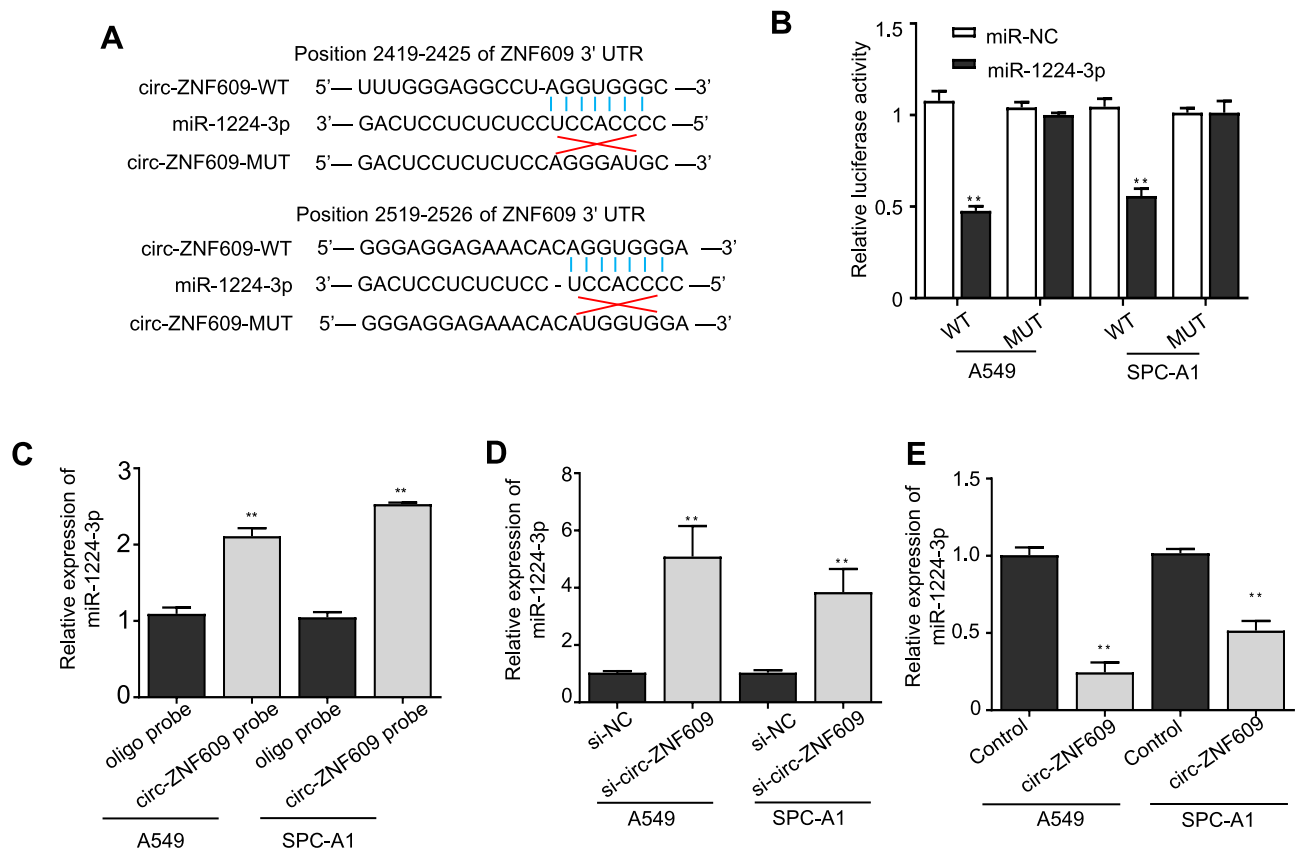 A
Position 2419-2425 of ZNF609 3' UTR
circ-ZNF609-WT 5'— UUUGGGAGGCCU-AGGUGGGC —3'
miR-1224-3p 3'— GACUCCUCUCUCCUCCACCCC —5'
circ-ZNF609-MUT 5'— GACUCCUCUCUCCAGGGAUGC —3'
Position 2519-2526 of ZNF609 3' UTR
circ-ZNF609-WT 5'— GGGAGGAGAAACACAGGUGGGA —3'
miR-1224-3p 3'— GACUCCUCUCUCC - UCCACCCC —5'
circ-ZNF609-MUT 5'— GGGAGGAGAAACACAUGGUGGA —3'
B
Relative luciferase activity
1.5
1.0
0.5
0
miR-NC
miR-1224-3p
**
**
WT MUT WT MUT
A549 SPC-A1
C
Relative expression of
miR-1224-3p
3
2
1
0
**
**
oligo probe circ-ZNF609 probe oligo probe circ-ZNF609 probe
A549 SPC-A1
D
Relative expression of
miR-1224-3p
8
6
4
2
0
**
**
si-NC si-circ-ZNF609 si-NC si-circ-ZNF609
A549 SPC-A1
E
Relative expression of
miR-1224-3p
1.5
1.0
0.5
0
**
**
Control circ-ZNF609 Control circ-ZNF609
A549 SPC-A1